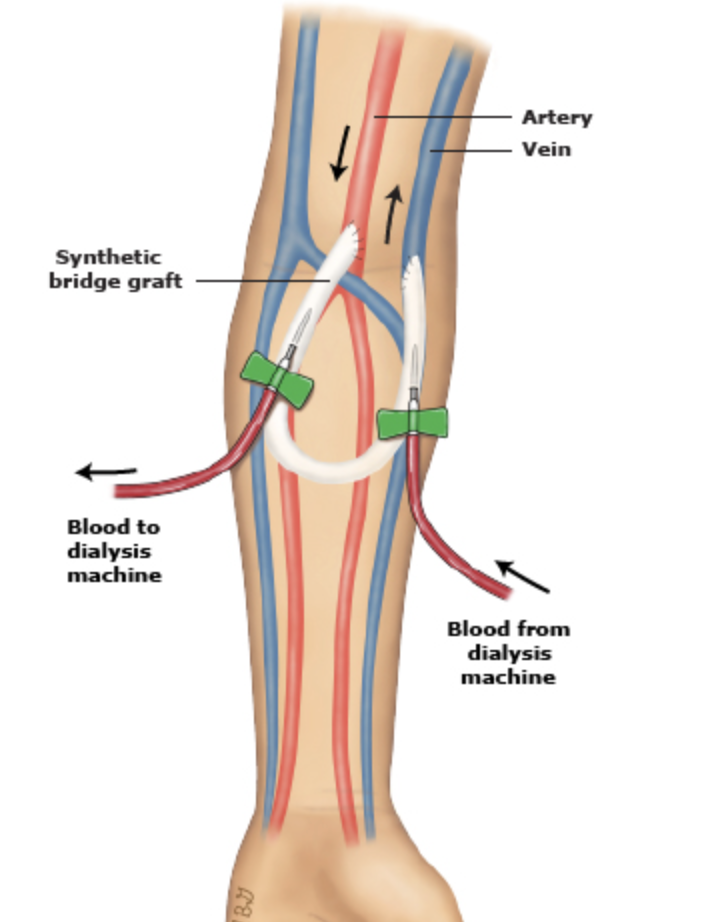 Artery
Vein
Synthetic
bridge graft
Blood to
dialysis
machine
Blood from
dialysis
machine